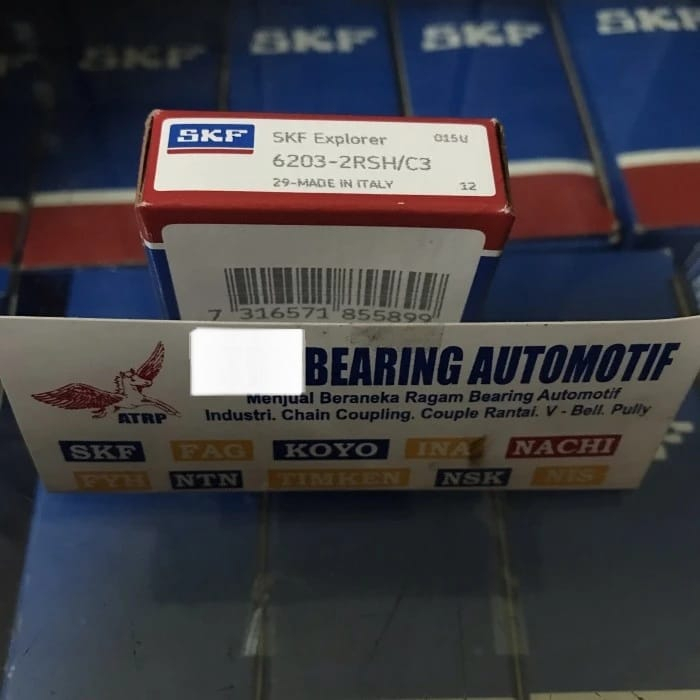 SKF
SKF
SKF
SKF
SKF SKF Explorer 015U
6203-2RSH/C3
29-MADE IN ITALY 12
7 316571 855899
BEARING AUTOMOTIF
Menjual Beraneka Ragam Bearing Automotif
Industri. Chain Coupling. Couple Rantai. V - Bell. Pully
ATRP
SKF FAG KOYO INA NACHI
FYH NTN TIMKEN NSK NIS